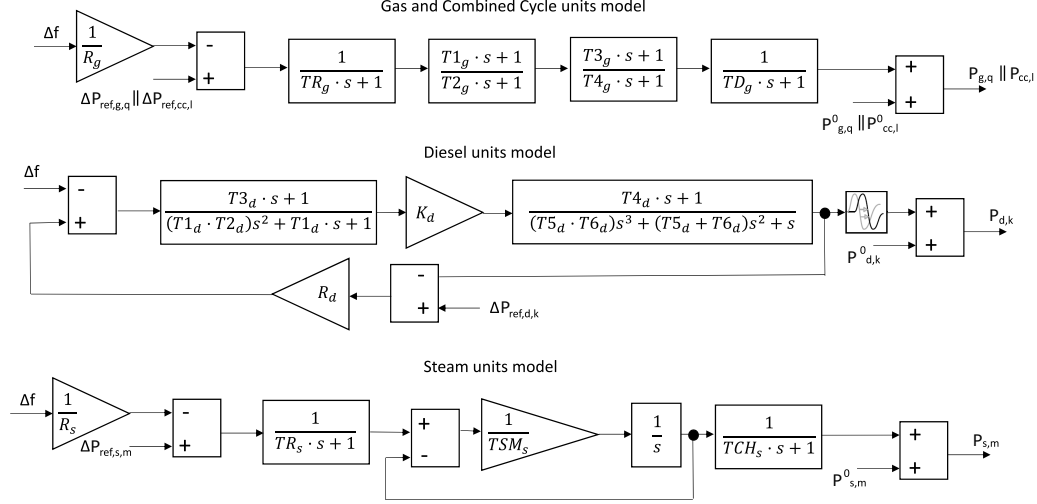 Gas and Combined Cycle units model
Δf
1
R_g
-
+
ΔP_ref,g,q || ΔP_ref,cc,l
1
TR_g · s + 1
T1_g · s + 1
T2_g · s + 1
T3_g · s + 1
T4_g · s + 1
1
TD_g · s + 1
+
+
P_g,q || P_cc,l
P^0_g,q || P^0_cc,l
Diesel units model
Δf
-
+
T3_d · s + 1
(T1_d · T2_d)s² + T1_d · s + 1
K_d
T4_d · s + 1
(T5_d · T6_d)s³ + (T5_d + T6_d)s² + s
+
+
P_d,k
P^0_d,k
R_d
-
+
ΔP_ref,d,k
Steam units model
Δf
1
R_s
-
+
ΔP_ref,s,m
1
TR_s · s + 1
+
-
1
TSM_s
1
s
1
TCH_s · s + 1
+
+
P_s,m
P^0_s,m